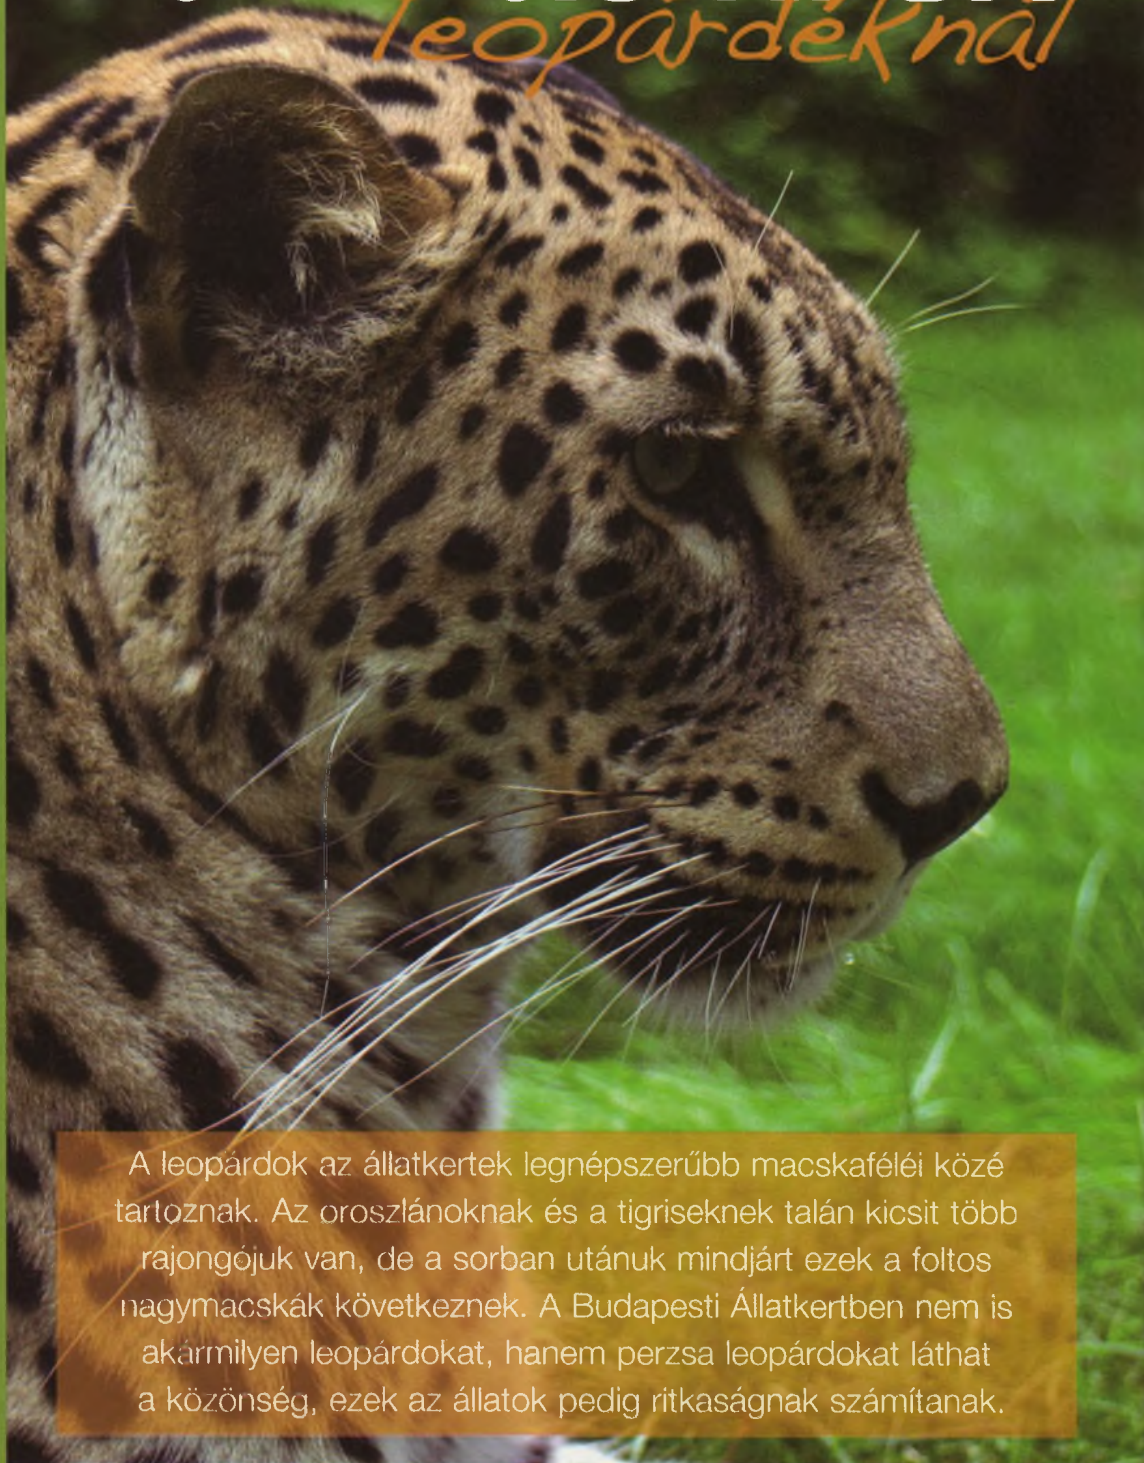 leopárdéknál
A leopárdok az állatkertek legnépszerűbb macskaféléi közé
tartoznak. Az oroszlánoknak és a tigriseknek talán kicsit több
rajongójuk van, de a sorban utánuk mindjárt ezek a foltos
nagymacskák következnek. A Budapesti Állatkertben nem is
akármilyen leopárdokat, hanem perzsa leopárdokat láthat
a közönség, ezek az állatok pedig ritkaságnak számítanak.